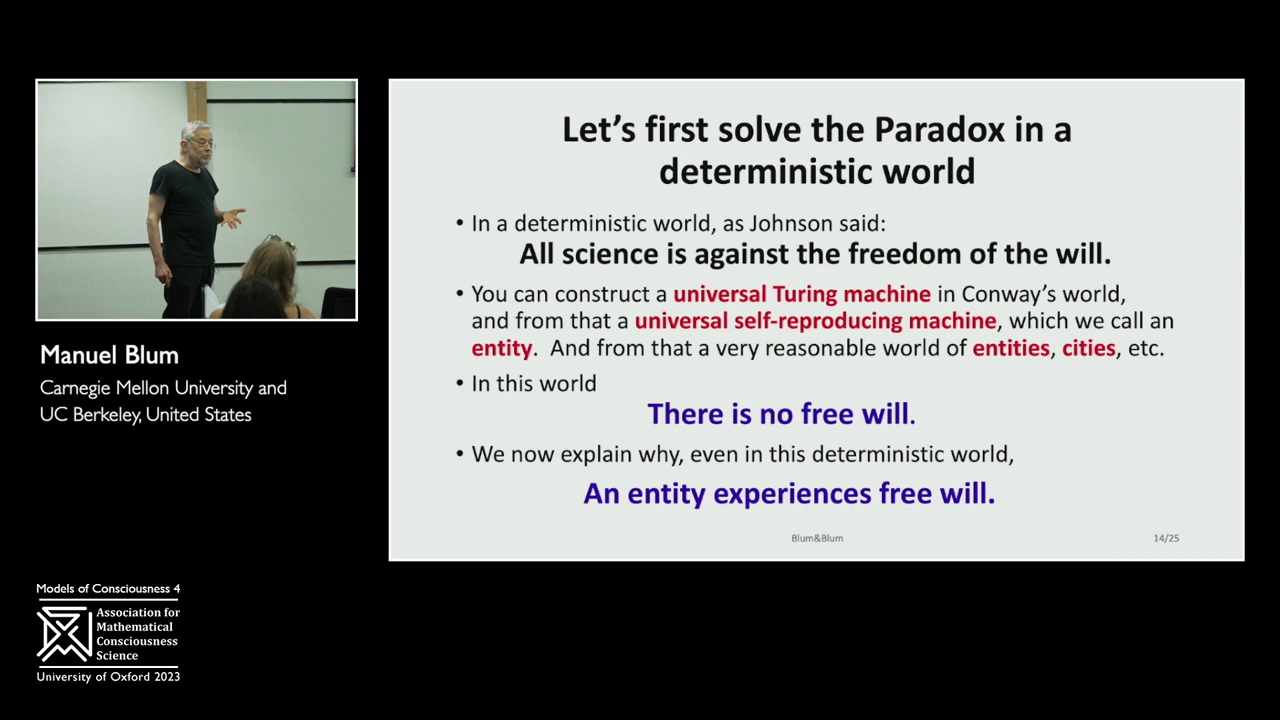 Let's first solve the Paradox in a
deterministic world
• In a deterministic world, as Johnson said:
All science is against the freedom of the will.
• You can construct a universal Turing machine in Conway's world,
and from that a universal self-reproducing machine, which we call an
entity. And from that a very reasonable world of entities, cities, etc.
• In this world
There is no free will.
• We now explain why, even in this deterministic world,
An entity experiences free will.
Blum&Blum 14/25
Manuel Blum
Carnegie Mellon University and
UC Berkeley, United States
Models of Consciousness 4
Association for
Mathematical
Consciousness
Science
University of Oxford 2023